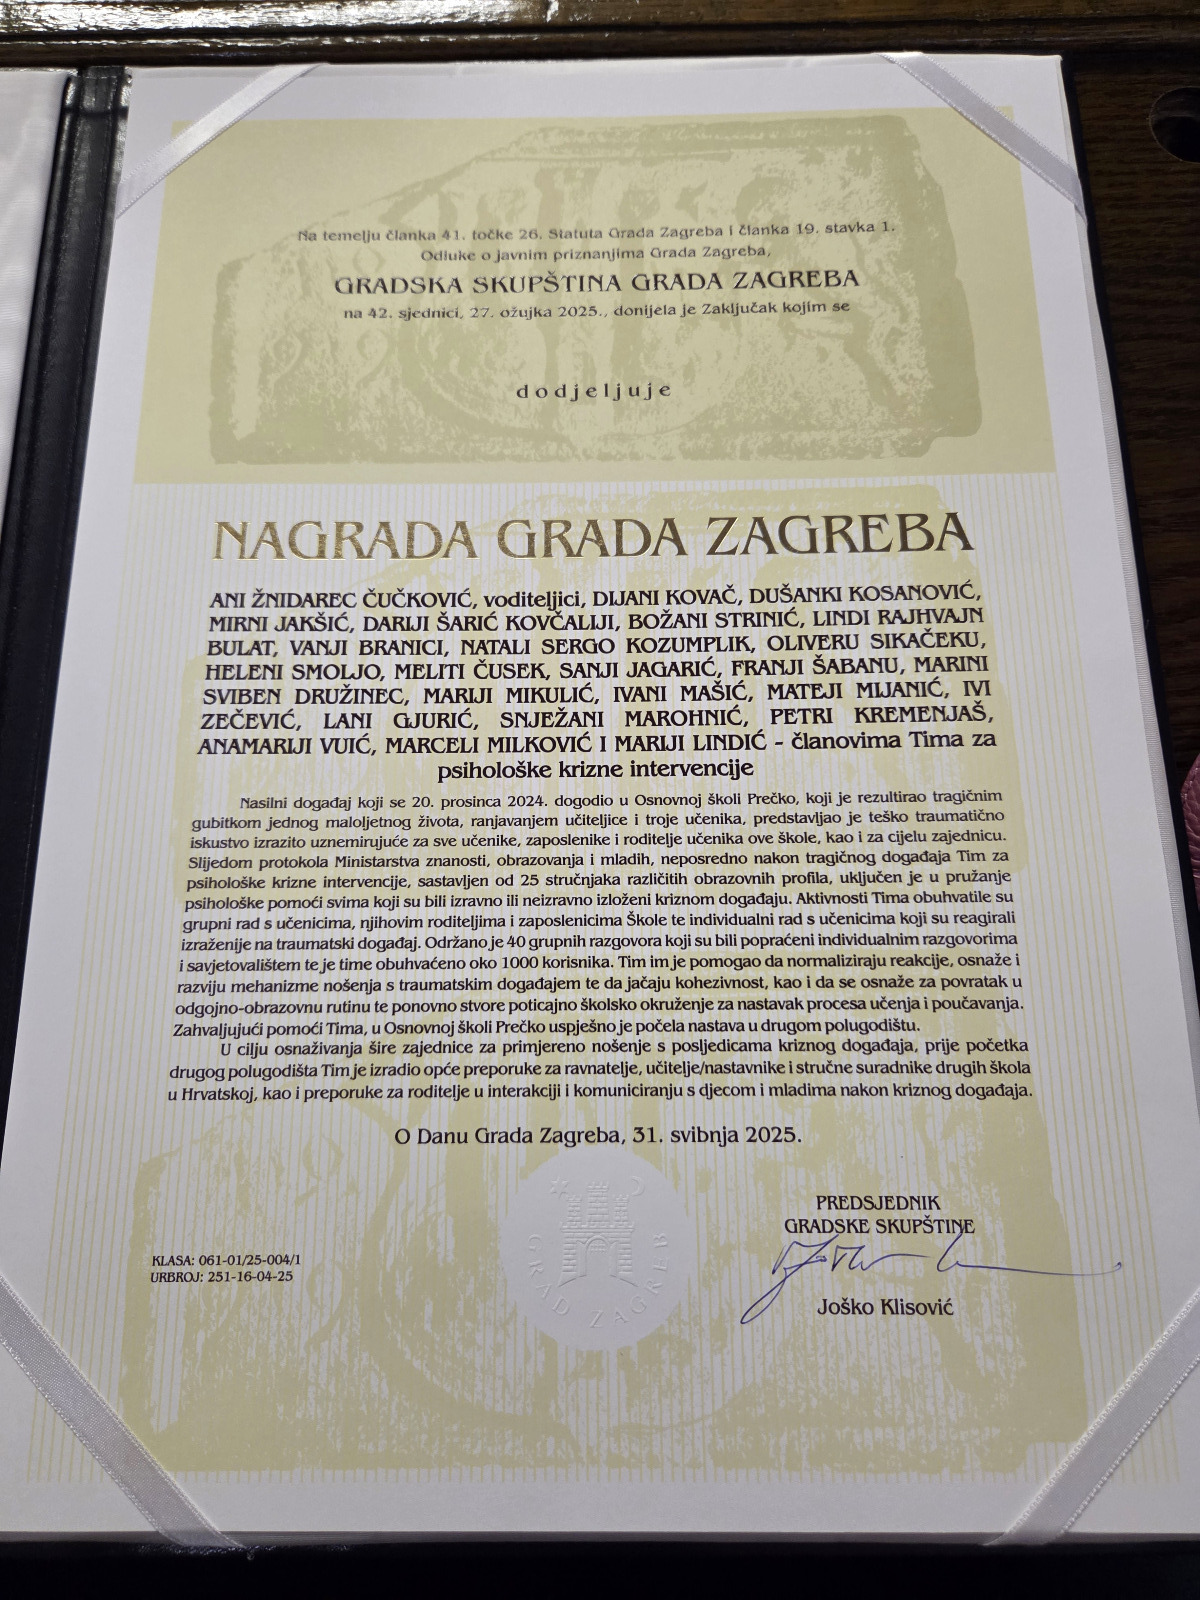 Na temelju članka 41. točke 26. Statuta Grada Zagreba i članka 19. stavka 1.
Odluke o javnim priznanjima Grada Zagreba,
GRADSKA SKUPŠTINA GRADA ZAGREBA
na 42. sjednici, 27. ožujka 2025., donijela je Zaključak kojim se
dodjeljuje
NAGRADA GRADA ZAGREBA
ANI ŽNIDAREC ČUČKOVIĆ, voditeljici, DIJANI KOVAČ, DUŠANKI KOSANOVIĆ,
MIRNI JAKŠIĆ, DARIJI ŠARIĆ KOVČALIJI, BOŽANI STRINIĆ, LINDI RAJHVAJN
BULAT, VANJI BRANICI, NATALI SERGO KOZUMPLIK, OLIVERU SIKAČEKU,
HELENI SMOLJO, MELITI ČUSEK, SANJI JAGARIĆ, FRANJI ŠABANU, MARINI
SVIBEN DRUŽINEC, MARIJI MIKULIĆ, IVANI MAŠIĆ, MATEJI MIJANIĆ, IVI
ZEČEVIĆ, LANI GJURIĆ, SNJEŽANI MAROHNIĆ, PETRI KREMENJAŠ,
ANAMARIJI VUIĆ, MARCELI MILKOVIĆ I MARIJI LINDIĆ - članovima Tima za
psihološke krizne intervencije
Nasilni događaj koji se 20. prosinca 2024. dogodio u Osnovnoj školi Prečko, koji je rezultirao tragičnim
gubitkom jednog maloljetnog života, ranjavanjem učiteljice i troje učenika, predstavljao je teško traumatično
iskustvo izrazito uznemirujuće za sve učenike, zaposlenike i roditelje učenika ove škole, kao i za cijelu zajednicu.
Slijedom protokola Ministarstva znanosti, obrazovanja i mladih, neposredno nakon tragičnog događaja Tim za
psihološke krizne intervencije, sastavljen od 25 stručnjaka različitih obrazovnih profila, uključen je u pružanje
psihološke pomoći svima koji su bili izravno ili neizravno izloženi kriznom događaju. Aktivnosti Tima obuhvatile su
grupni rad s učenicima, njihovim roditeljima i zaposlenicima Škole te individualni rad s učenicima koji su reagirali
izraženije na traumatski događaj. Održano je 40 grupnih razgovora koji su bili popraćeni individualnim razgovorima
i savjetovalištem te je time obuhvaćeno oko 1000 korisnika. Tim im je pomogao da normaliziraju reakcije, osnaže i
razviju mehanizme nošenja s traumatskim događajem te da jačaju kohezivnost, kao i da se osnaže za povratak u
odgojno-obrazovnu rutinu te ponovno stvore poticajno školsko okruženje za nastavak procesa učenja i poučavanja.
Zahvaljujući pomoći Tima, u Osnovnoj školi Prečko uspješno je počela nastava u drugom polugodištu.
U cilju osnaživanja šire zajednice za primjereno nošenje s posljedicama kriznog događaja, prije početka
drugog polugodišta Tim je izradio opće preporuke za ravnatelje, učitelje/nastavnike i stručne suradnike drugih škola
u Hrvatskoj, kao i preporuke za roditelje u interakciji i komuniciranju s djecom i mladima nakon kriznog događaja.
O Danu Grada Zagreba, 31. svibnja 2025.
GRAD ZAGREB
PREDSJEDNIK
GRADSKE SKUPŠTINE
Joško Klisović
KLASA: 061-01/25-004/1
URBROJ: 251-16-04-25